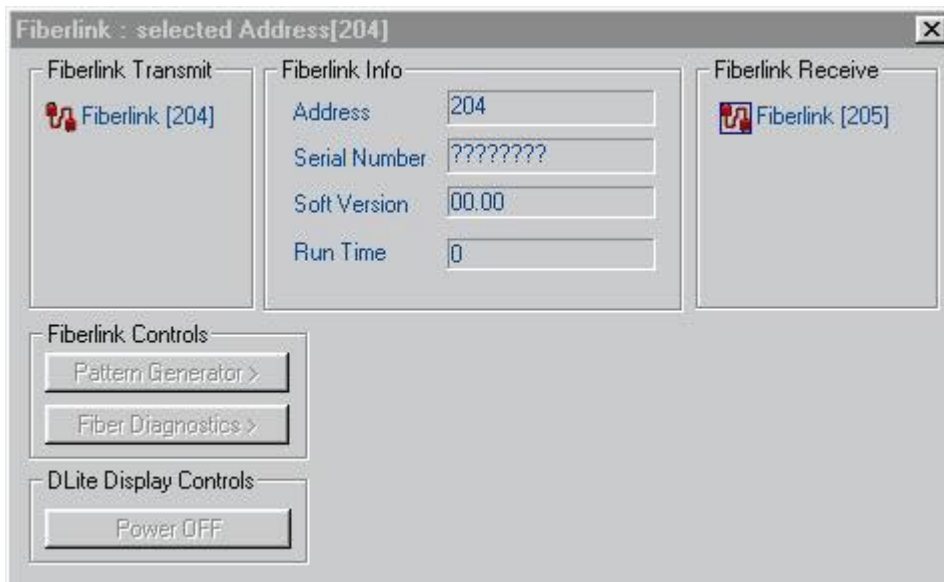 Fiberlink : selected Address[204]
Fiberlink Transmit
Fiberlink [204]
Fiberlink Info
Address 204
Serial Number ????????
Soft Version 00.00
Run Time 0
Fiberlink Receive
Fiberlink [205]
Fiberlink Controls
Pattern Generator >
Fiber Diagnostics >
DLite Display Controls
Power OFF